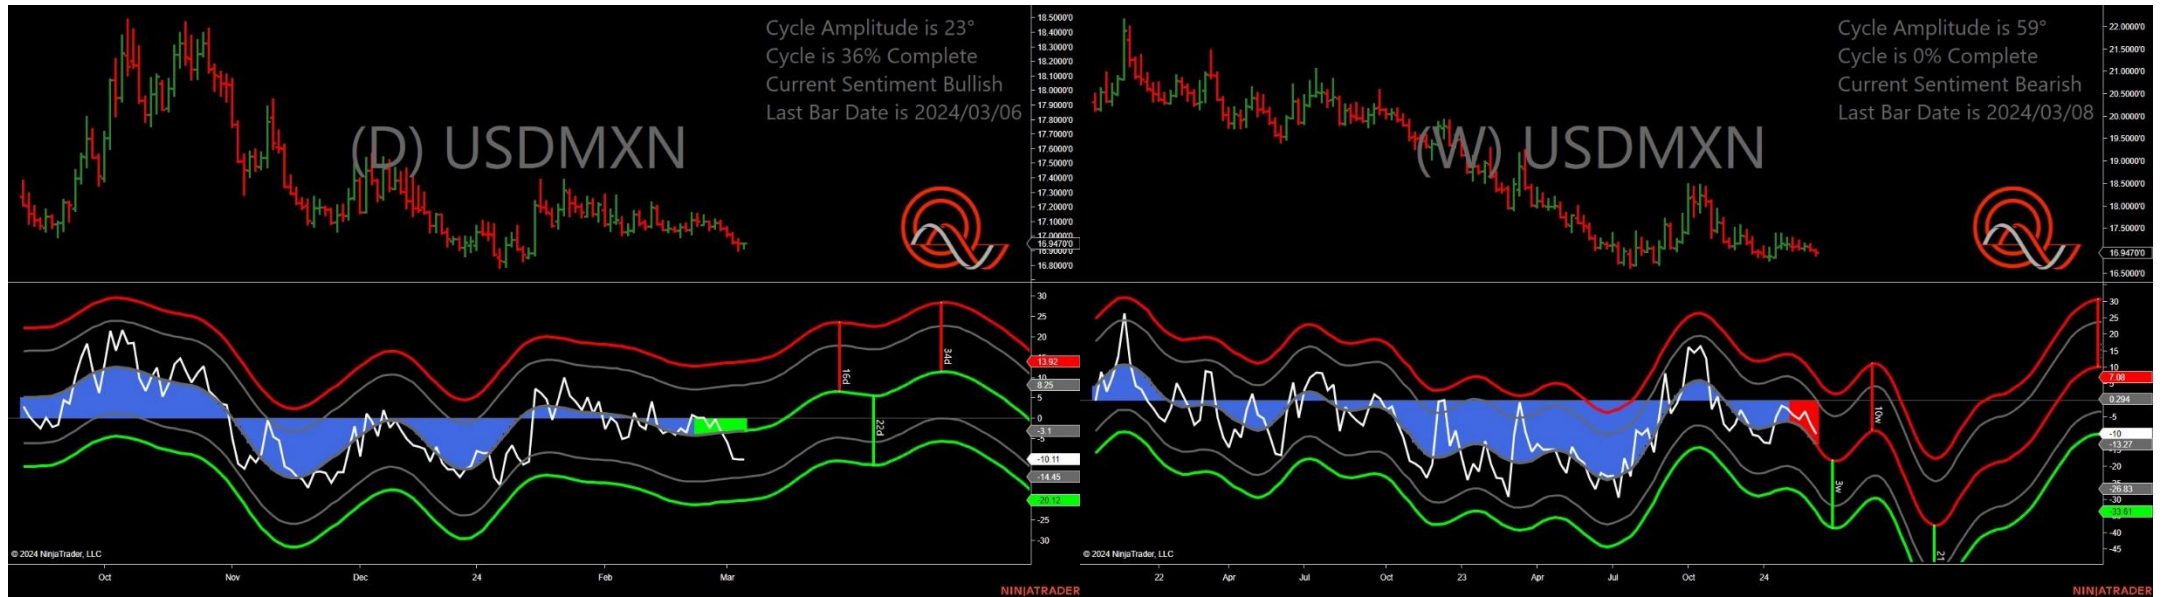 Cycle Amplitude is 23°
Cycle is 36% Complete
Current Sentiment Bullish
Last Bar Date is 2024/03/06
(D) USDMXN
18.5000'0
18.4000'0
18.3000'0
18.2000'0
18.1000'0
18.0000'0
17.9000'0
17.8000'0
17.7000'0
17.6000'0
17.5000'0
17.4000'0
17.3000'0
17.2000'0
17.1000'0
17.0000'0
16.9470'0
16.8000'0
30
25
20
13.92
10
8.25
5
0
-3.1
-5
-10.11
-14.45
-20.12
-25
-30
16d
22d
34d
© 2024 NinjaTrader, LLC
Oct
Nov
Dec
24
Feb
Mar
NINJATRADER
Cycle Amplitude is 59°
Cycle is 0% Complete
Current Sentiment Bearish
Last Bar Date is 2024/03/08
(W) USDMXN
22.0000'0
21.5000'0
21.0000'0
20.5000'0
20.0000'0
19.5000'0
19.0000'0
18.5000'0
18.0000'0
17.5000'0
16.9470'0
16.5000'0
30
25
20
15
10
7.08
0.294
-5
-10
-13.27
-20
-26.83
-30
-33.61
-40
-45
3w
10w
21
© 2024 NinjaTrader, LLC
22
Apr
Jul
Oct
23
Apr
Jul
Oct
24
NINJATRADER